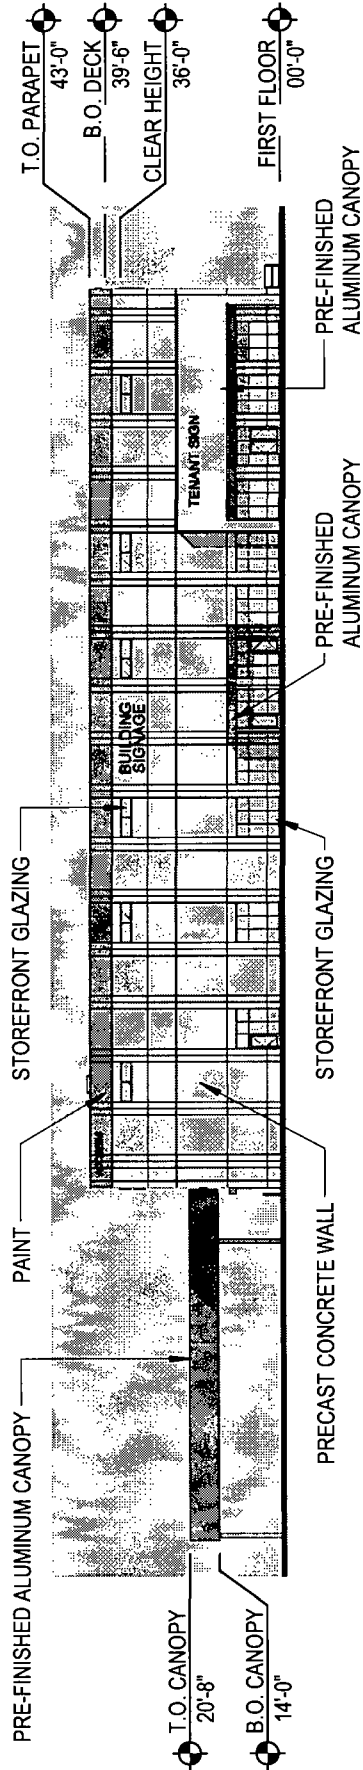 PRE-FINISHED ALUMINUM CANOPY
PAINT
STOREFRONT GLAZING
T.O. PARAPET
43'-0"
B.O. DECK
39'-6"
CLEAR HEIGHT
36'-0"
FIRST FLOOR
00'-0"
BUILDING
SIGNAGE
TENANT SIGN
T.O. CANOPY
20'-8"
B.O. CANOPY
14'-0"
PRECAST CONCRETE WALL
STOREFRONT GLAZING
PRE-FINISHED
ALUMINUM CANOPY
PRE-FINISHED
ALUMINUM CANOPY